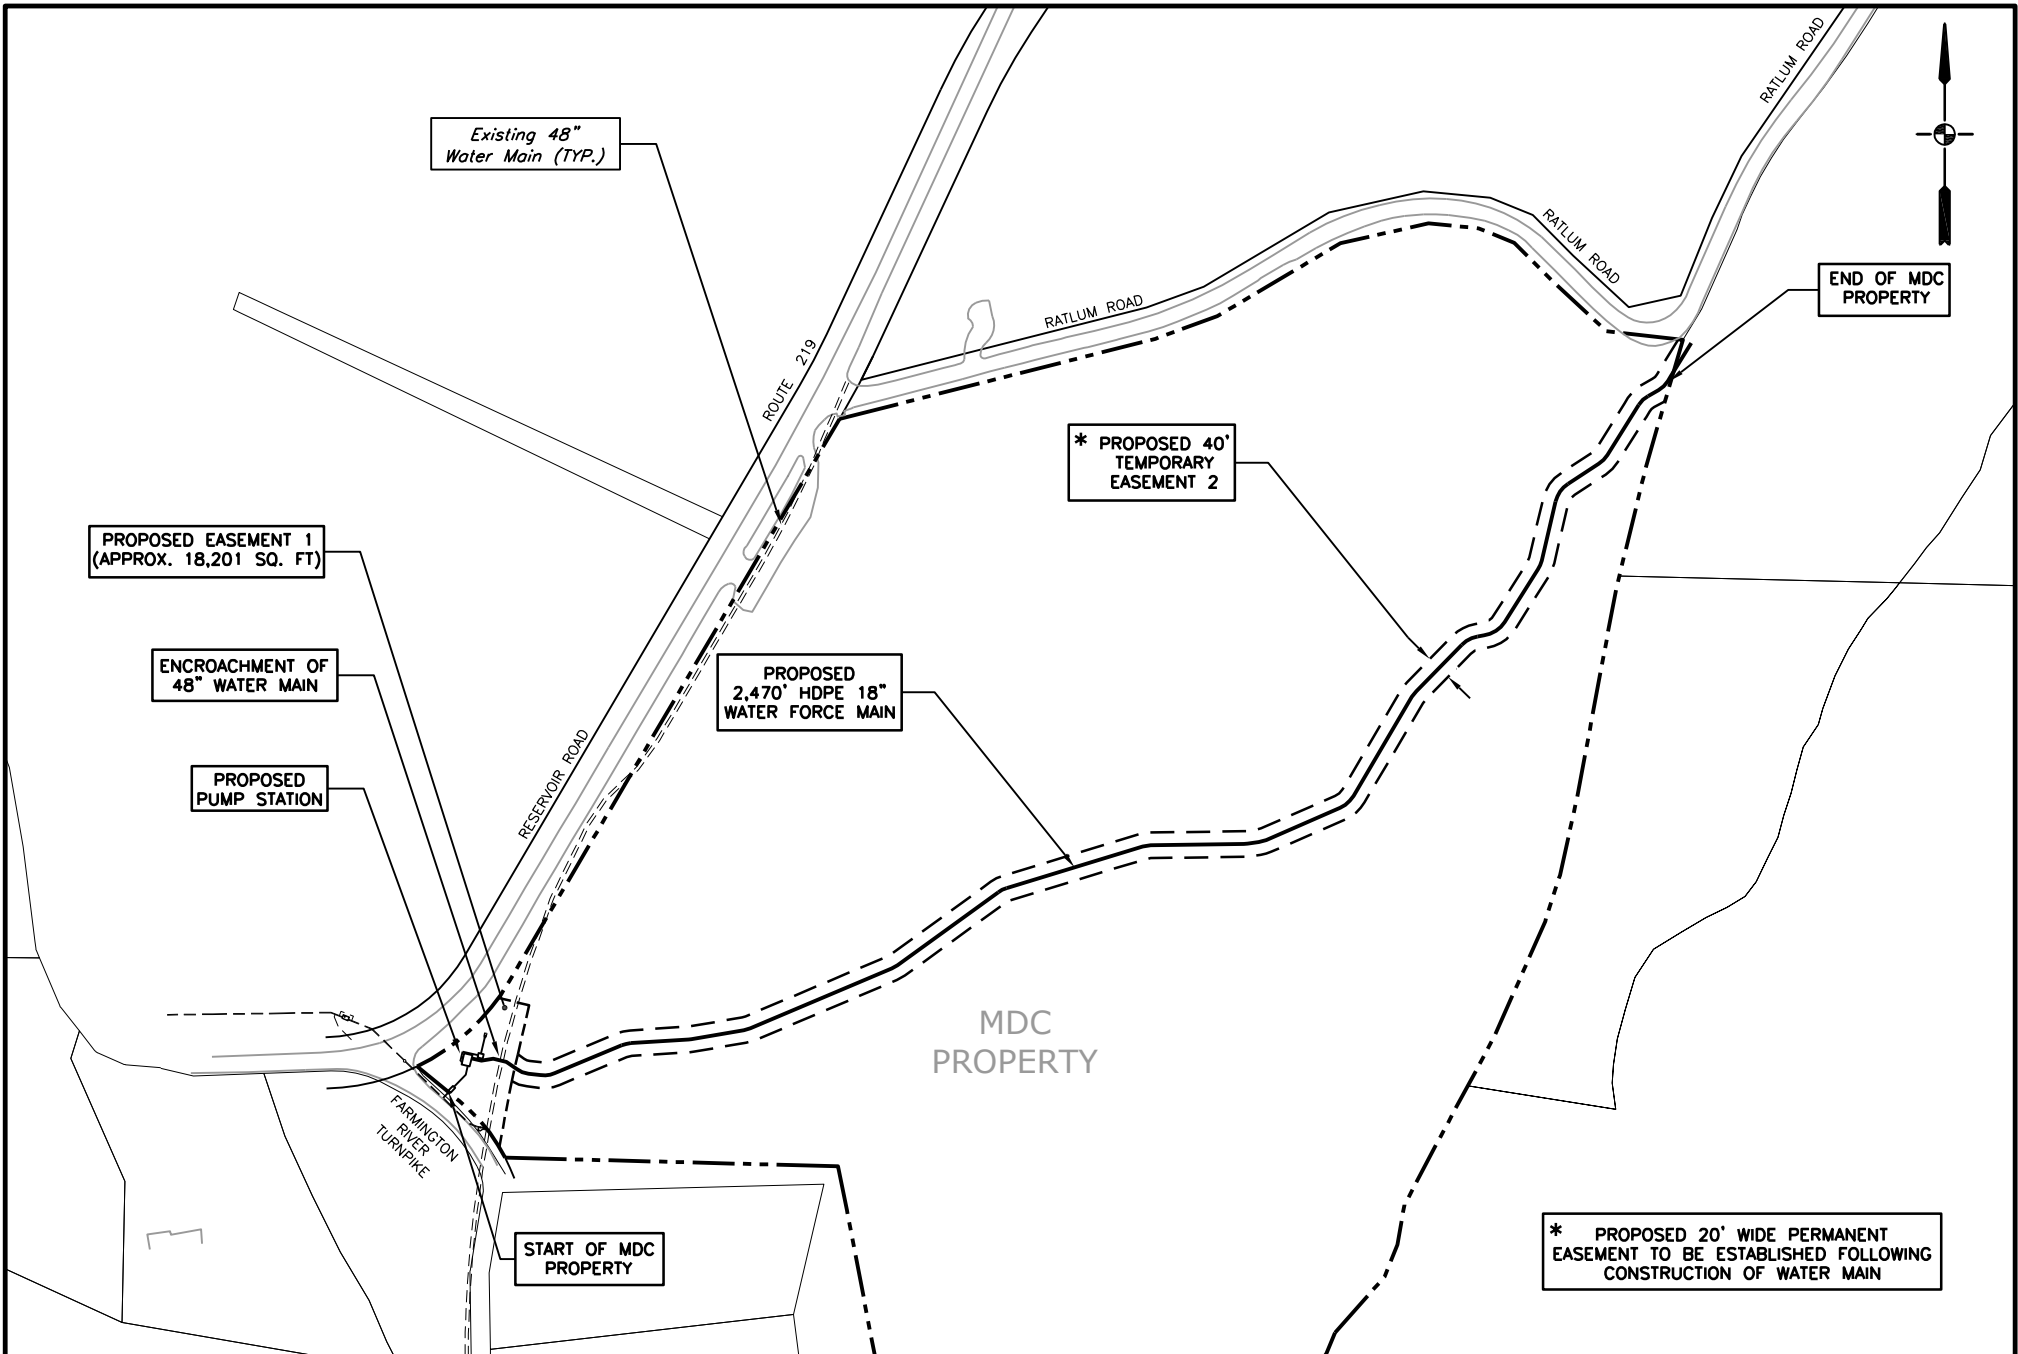 RATLUM ROAD
Existing 48"
Water Main (TYP.)
RATLUM ROAD
END OF MDC
PROPERTY
RATLUM ROAD
ROUTE 219
* PROPOSED 40'
TEMPORARY
EASEMENT 2
PROPOSED EASEMENT 1
(APPROX. 18,201 SQ. FT)
ENCROACHMENT OF
48" WATER MAIN
PROPOSED
2,470' HDPE 18"
WATER FORCE MAIN
RESERVOIR ROAD
PROPOSED
PUMP STATION
MDC
PROPERTY
FARMINGTON
RIVER
TURNPIKE
START OF MDC
PROPERTY
* PROPOSED 20' WIDE PERMANENT
EASEMENT TO BE ESTABLISHED FOLLOWING
CONSTRUCTION OF WATER MAIN